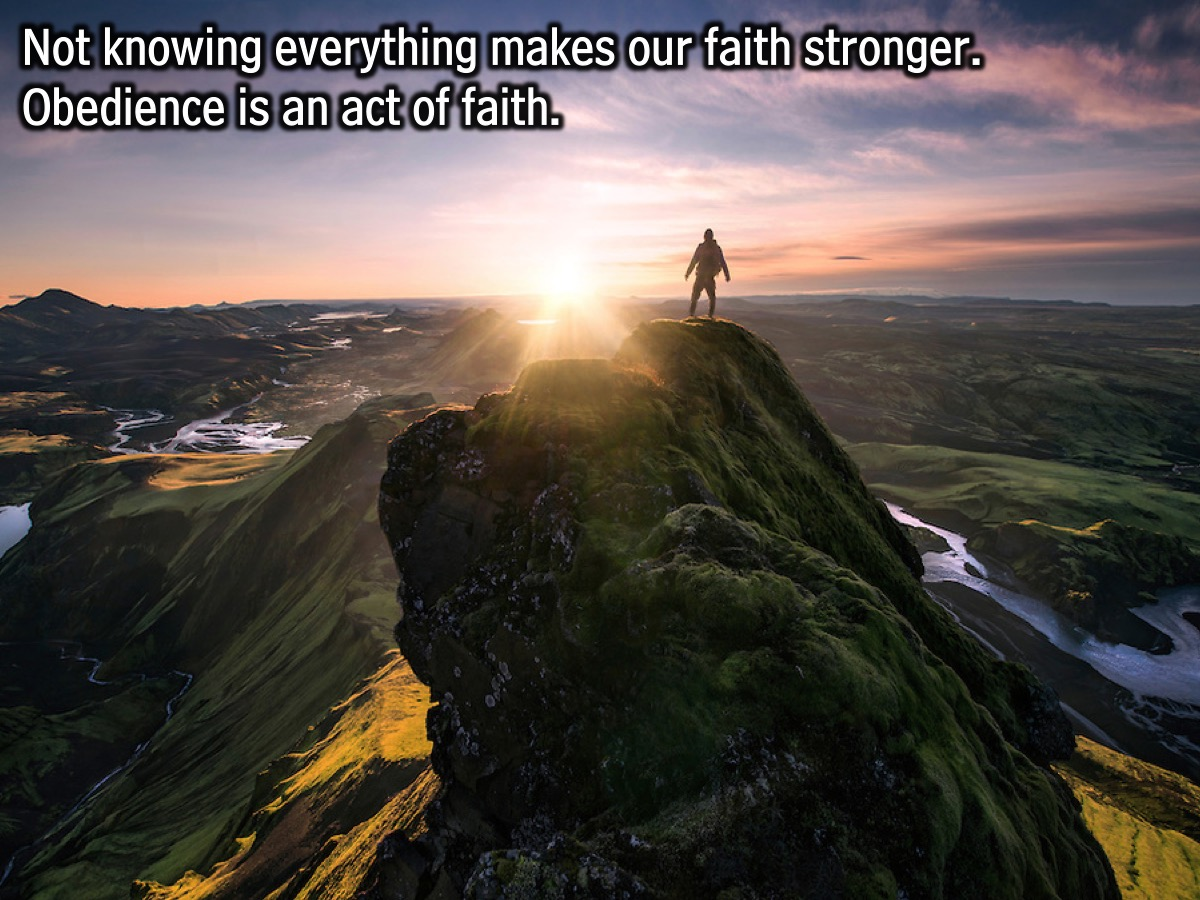 Not knowing everything makes our faith stronger.
Obedience is an act of faith.